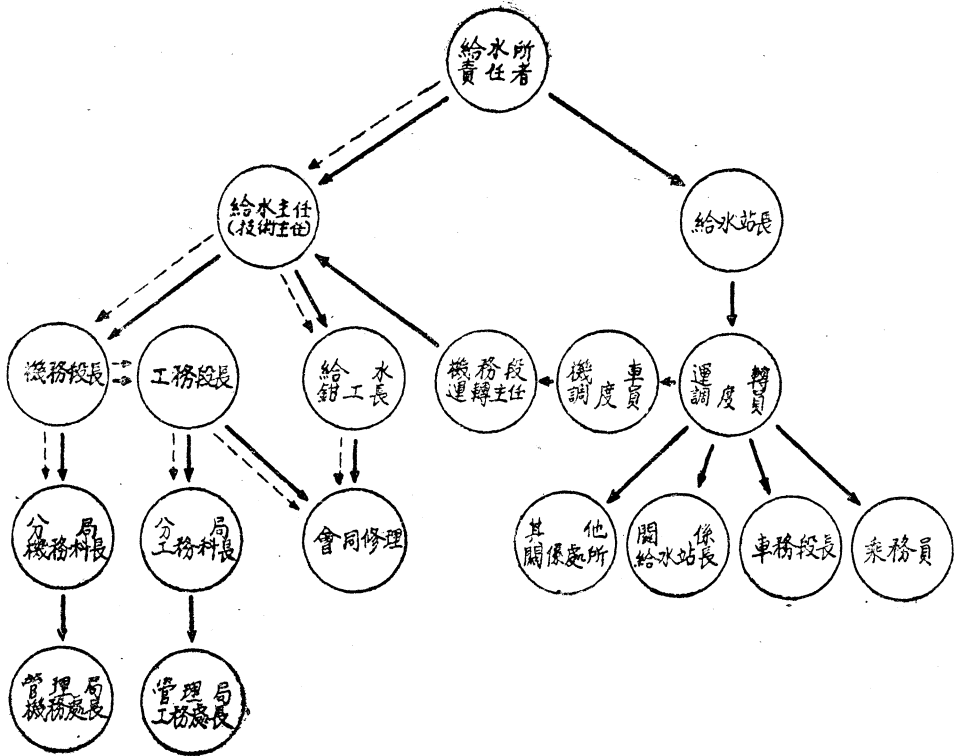 給水所
責任者
給水主任
(技術主任)
給水站長
機務段長
工務段長
給水
鉗工長
機務段
運轉主任
機車
調度員
運轉
調度員
分局
機務科長
分局
工務科長
會同修理
其他
關係處所
關係
給水站長
車務段長
乘務員
管理局
機務處長
管理局
工務處長